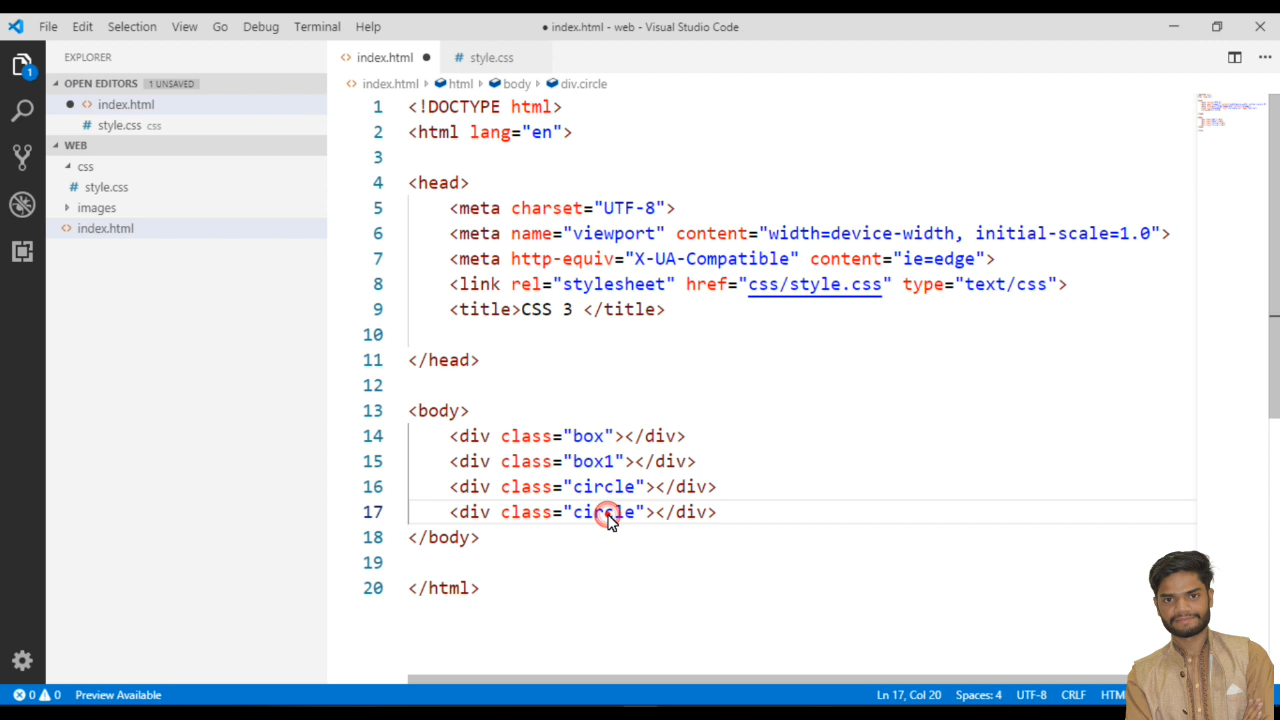 File Edit Selection View Go Debug Terminal Help
● index.html - web - Visual Studio Code
EXPLORER
OPEN EDITORS 1 UNSAVED
index.html
style.css css
WEB
css
style.css
images
index.html
1
index.html
style.css
index.html html body div.circle
1 <!DOCTYPE html>
2 <html lang="en">
3
4 <head>
5 <meta charset="UTF-8">
6 <meta name="viewport" content="width=device-width, initial-scale=1.0">
7 <meta http-equiv="X-UA-Compatible" content="ie=edge">
8 <link rel="stylesheet" href="css/style.css" type="text/css">
9 <title>CSS 3 </title>
10
11 </head>
12
13 <body>
14 <div class="box"></div>
15 <div class="box1"></div>
16 <div class="circle"></div>
17 <div class="circle"></div>
18 </body>
19
20 </html>
0 0 Preview Available
Ln 17, Col 20 Spaces: 4 UTF-8 CRLF HTM